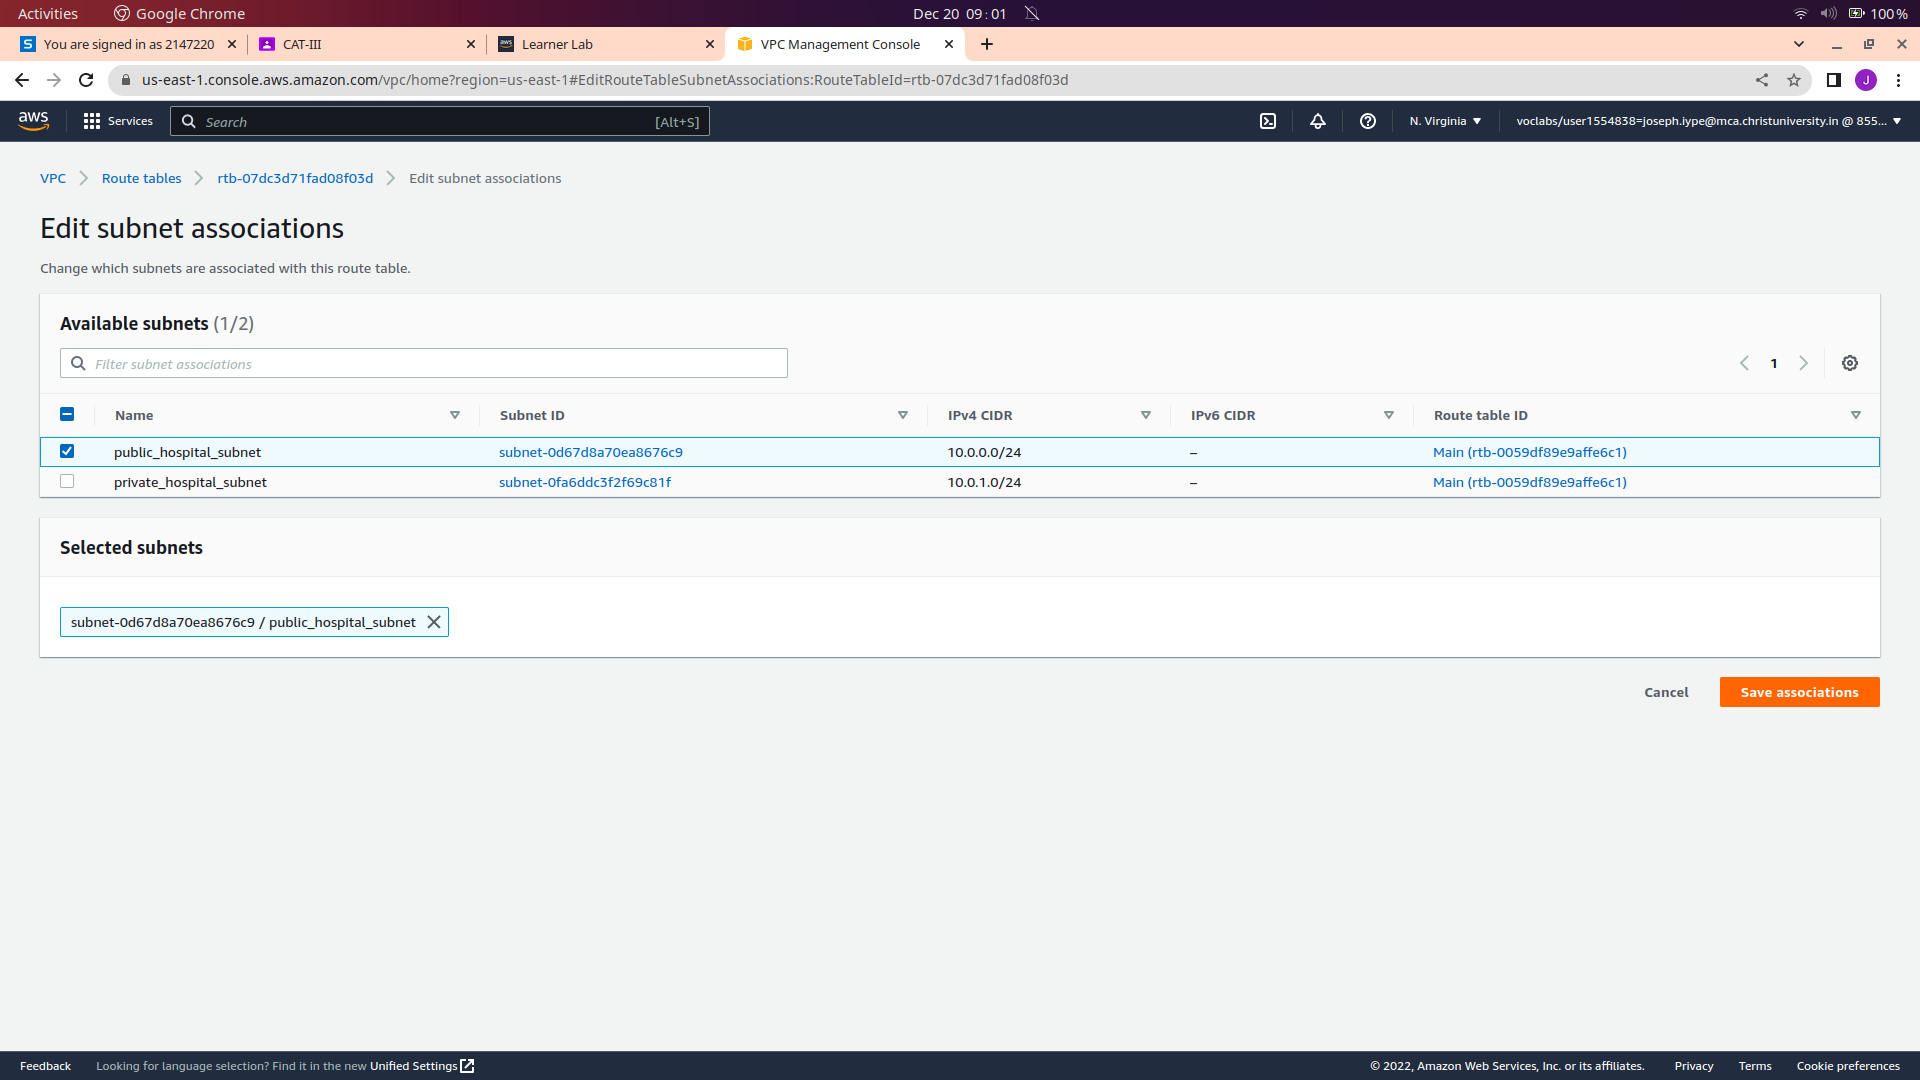 Activities
Google Chrome
Dec 20 09:01
100%
You are signed in as 2147220
CAT-III
Learner Lab
VPC Management Console
us-east-1.console.aws.amazon.com/vpc/home?region=us-east-1#EditRouteTableSubnetAssociations:RouteTableId=rtb-07dc3d71fad08f03d
J
aws
Services
Search
[Alt+S]
N. Virginia
voclabs/user1554838=joseph.iype@mca.christuniversity.in @ 855...
VPC
Route tables
rtb-07dc3d71fad08f03d
Edit subnet associations
Edit subnet associations
Change which subnets are associated with this route table.
Available subnets (1/2)
Filter subnet associations
1
Name
Subnet ID
IPv4 CIDR
IPv6 CIDR
Route table ID
public_hospital_subnet
subnet-0d67d8a70ea8676c9
10.0.0.0/24
–
Main (rtb-0059df89e9affe6c1)
private_hospital_subnet
subnet-0fa6ddc3f2f69c81f
10.0.1.0/24
–
Main (rtb-0059df89e9affe6c1)
Selected subnets
subnet-0d67d8a70ea8676c9 / public_hospital_subnet
Cancel
Save associations
Feedback
Looking for language selection? Find it in the new Unified Settings
© 2022, Amazon Web Services, Inc. or its affiliates.
Privacy
Terms
Cookie preferences